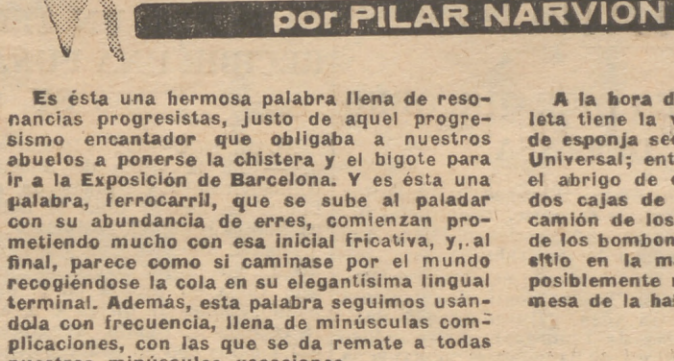 por PILAR NARVION
Es ésta una hermosa palabra llena de reso-
nancias progresistas, justo de aquel progre-
sismo encantador que obligaba a nuestros
abuelos a ponerse la chistera y el bigote para
ir a la Exposición de Barcelona. Y es ésta una
palabra, ferrocarril, que se sube al paladar
con su abundancia de erres, comienzan pro-
metiendo mucho con esa inicial fricativa, y, al
final, parece como si caminase por el mundo
recogiéndose la cola en su elegantísima lingual
terminal. Además, esta palabra seguimos usán-
dola con frecuencia, llena de minúsculas com-
plicaciones, con las que se da remate a todas
nuestras minúsculas
A la hora d
leta tiene la
de esponja se
Universal; ent
el abrigo de
dos cajas de
camión de los
de los bombon
sitio en la m
posiblemente
mesa de la ha